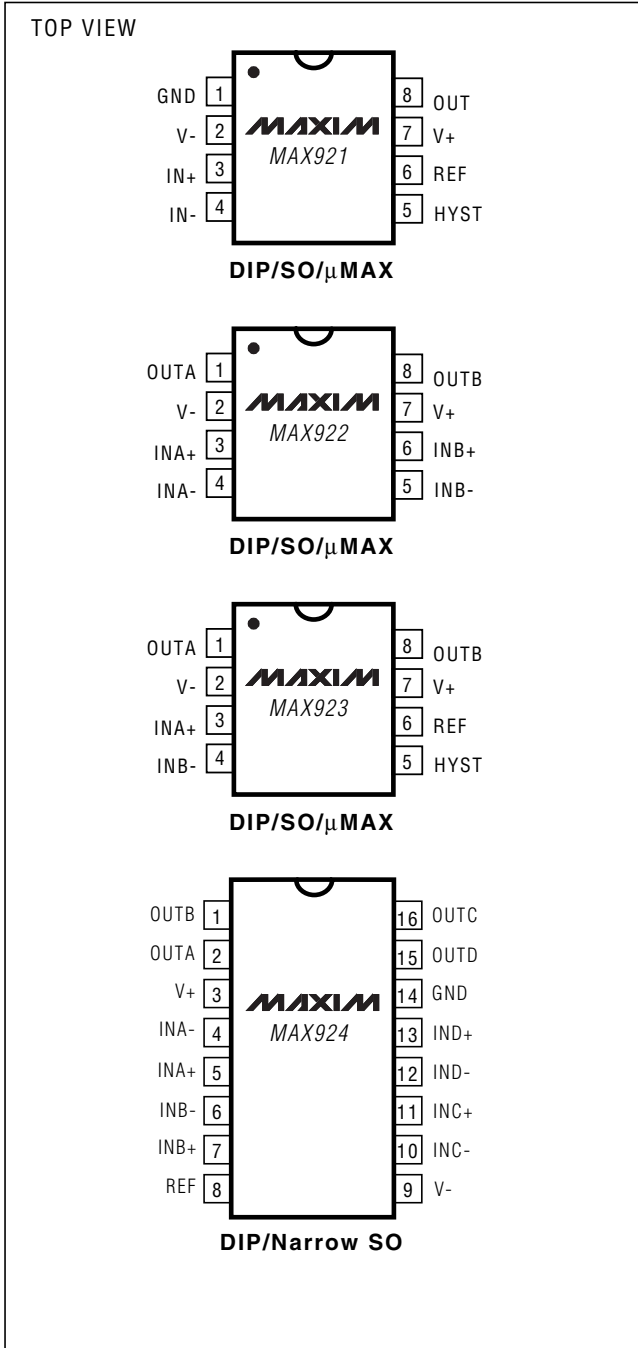 TOP VIEW
GND 1 8 OUT
V- 2 MAXIM 7 V+
MAX921
IN+ 3 6 REF
IN- 4 5 HYST
DIP/SO/μMAX
OUTA 1 8 OUTB
V- 2 MAXIM 7 V+
MAX922
INA+ 3 6 INB+
INA- 4 5 INB-
DIP/SO/μMAX
OUTA 1 8 OUTB
V- 2 MAXIM 7 V+
MAX923
INA+ 3 6 REF
INB- 4 5 HYST
DIP/SO/μMAX
OUTB 1 16 OUTC
OUTA 2 15 OUTD
V+ 3 MAXIM 14 GND
INA- 4 MAX924 13 IND+
INA+ 5 12 IND-
INB- 6 11 INC+
INB+ 7 10 INC-
REF 8 9 V-
DIP/Narrow SO